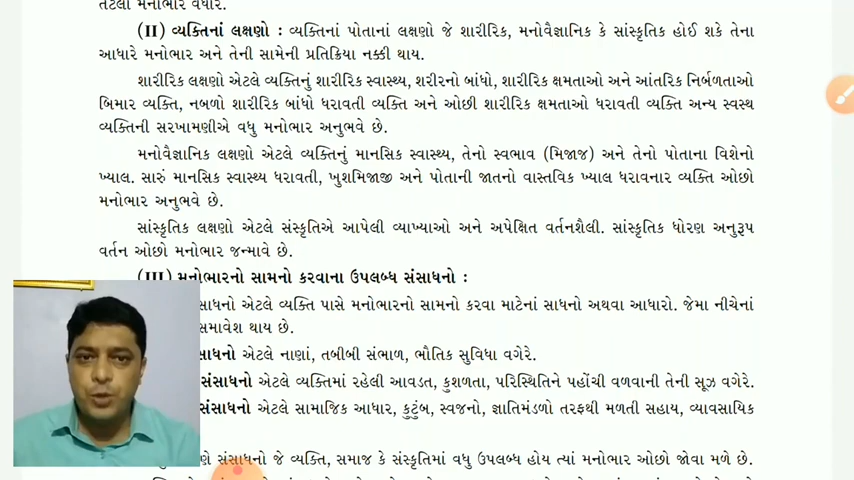 તેટલો મનોભાર વધારે.
(II) વ્યક્તિનાં લક્ષણો : વ્યક્તિનાં પોતાનાં લક્ષણો જે શારીરિક, મનોવૈજ્ઞાનિક કે સાંસ્કૃતિક હોઈ શકે તેના
આધારે મનોભાર અને તેની સામેની પ્રતિક્રિયા નક્કી થાય.
શારીરિક લક્ષણો એટલે વ્યક્તિનું શારીરિક સ્વાસ્થ્ય, શરીરનો બાંધો, શારીરિક ક્ષમતાઓ અને આંતરિક નિર્બળતાઓ
બિમાર વ્યક્તિ, નબળો શારીરિક બાંધો ધરાવતી વ્યક્તિ અને ઓછી શારીરિક ક્ષમતાઓ ધરાવતી વ્યક્તિ અન્ય સ્વસ્થ
વ્યક્તિની સરખામણીએ વધુ મનોભાર અનુભવે છે.
મનોવૈજ્ઞાનિક લક્ષણો એટલે વ્યક્તિનું માનસિક સ્વાસ્થ્ય, તેનો સ્વભાવ (મિજાજ) અને તેનો પોતાના વિશેનો
ખ્યાલ. સારું માનસિક સ્વાસ્થ્ય ધરાવતી, ખુશમિજાજી અને પોતાની જાતનો વાસ્તવિક ખ્યાલ ધરાવનાર વ્યક્તિ ઓછો
મનોભાર અનુભવે છે.
સાંસ્કૃતિક લક્ષણો એટલે સંસ્કૃતિએ આપેલી વ્યાખ્યાઓ અને અપેક્ષિત વર્તનશૈલી. સાંસ્કૃતિક ધોરણ અનુરૂપ
વર્તન ઓછો મનોભાર જન્માવે છે.
(III) મનોભારનો સામનો કરવાના ઉપલબ્ધ સંસાધનો :
સાધનો એટલે વ્યક્તિ પાસે મનોભારનો સામનો કરવા માટેનાં સાધનો અથવા આધારો. જેમા નીચેનાં
સમાવેશ થાય છે.
સાધનો એટલે નાણાં, તબીબી સંભાળ, ભૌતિક સુવિધા વગેરે.
સંસાધનો એટલે વ્યક્તિમાં રહેલી આવડત, કુશળતા, પરિસ્થિતિને પહોંચી વળવાની તેની સૂઝ વગેરે.
સંસાધનો એટલે સામાજિક આધાર, કુટુંબ, સ્વજનો, જ્ઞાતિમંડળો તરફથી મળતી સહાય, વ્યાવસાયિક
સંસાધનો જે વ્યક્તિ, સમાજ કે સંસ્કૃતિમાં વધુ ઉપલબ્ધ હોય ત્યાં મનોભાર ઓછો જોવા મળે છે.